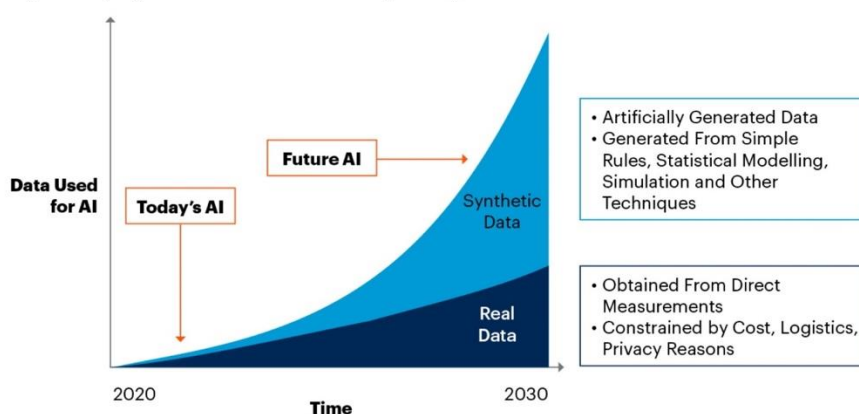 Data Used
for AI
Today's AI
Future AI
Synthetic
Data
Real
Data
2020
2030
Time
• Artificially Generated Data
• Generated From Simple
Rules, Statistical Modelling,
Simulation and Other
Techniques
• Obtained From Direct
Measurements
• Constrained by Cost, Logistics,
Privacy Reasons